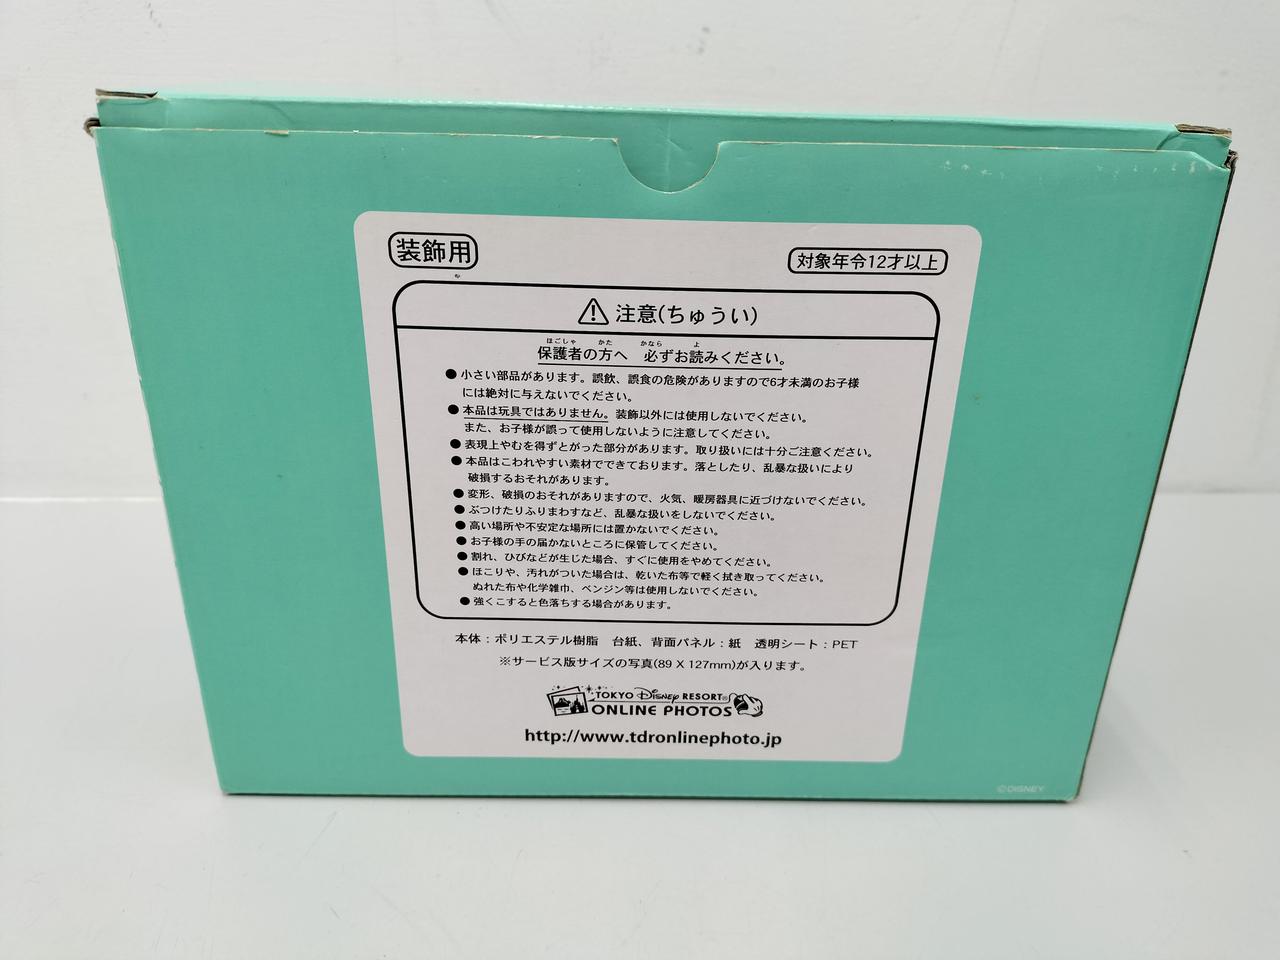 装飾用
対象年令12才以上
注意(ちゅうい)
ほごしゃ かた かなら よ
保護者の方へ 必ずお読みください。
●小さい部品があります。誤飲、誤食の危険がありますので6才未満のお子様
には絶対に与えないでください。
●本品は玩具ではありません。装飾以外には使用しないでください。
また、お子様が誤って使用しないように注意してください。
●表現上やむを得ずとがった部分があります。取り扱いには十分ご注意ください。
●本品はこわれやすい素材でできております。落としたり、乱暴な扱いにより
破損するおそれがあります。
●変形、破損のおそれがありますので、火気、暖房器具に近づけないでください。
●ぶつけたりふりまわすなど、乱暴な扱いをしないでください。
●高い場所や不安定な場所には置かないでください。
●お子様の手の届かないところに保管してください。
●割れ、ひびなどが生じた場合、すぐに使用をやめてください。
●ほこりや、汚れがついた場合は、乾いた布等で軽く拭き取ってください。
ぬれた布や化学雑巾、ベンジン等は使用しないでください。
●強くこすると色落ちする場合があります。
本体：ポリエステル樹脂 台紙、背面パネル：紙 透明シート：PET
※サービス版サイズの写真(89 X 127mm)が入ります。
TOKYO Disney RESORT®
ONLINE PHOTOS
http://www.tdronlinephoto.jp
©DISNEY